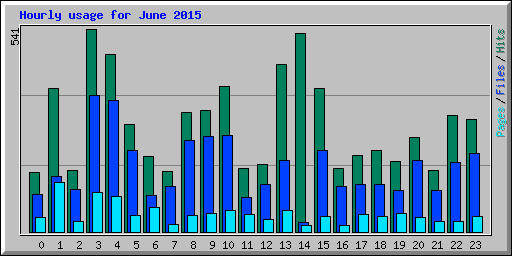 Hourly usage for June 2015
541
Pages/Files/Hits
0 1 2 3 4 5 6 7 8 9 10 11 12 13 14 15 16 17 18 19 20 21 22 23